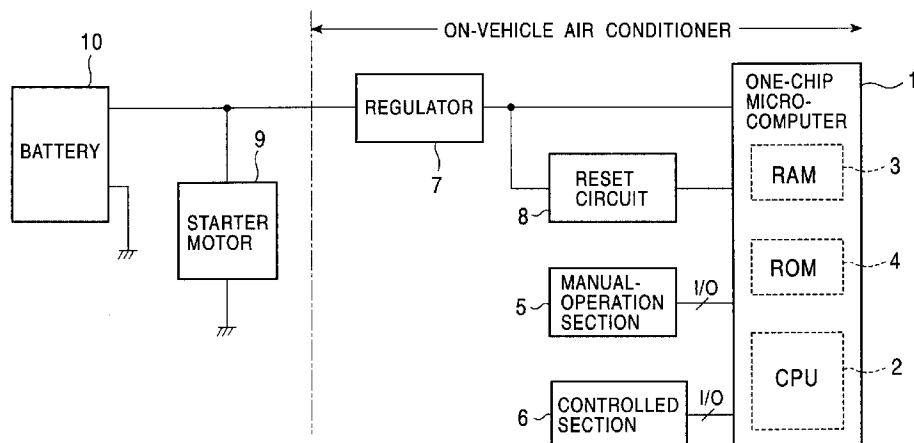 ON-VEHICLE AIR CONDITIONER
10
BATTERY
9
STARTER
MOTOR
REGULATOR
7
ONE-CHIP
MICRO-
COMPUTER
1
RAM
3
RESET
CIRCUIT
8
ROM
4
MANUAL-
OPERATION
SECTION
5
I/O
CPU
2
CONTROLLED
SECTION
6
I/O